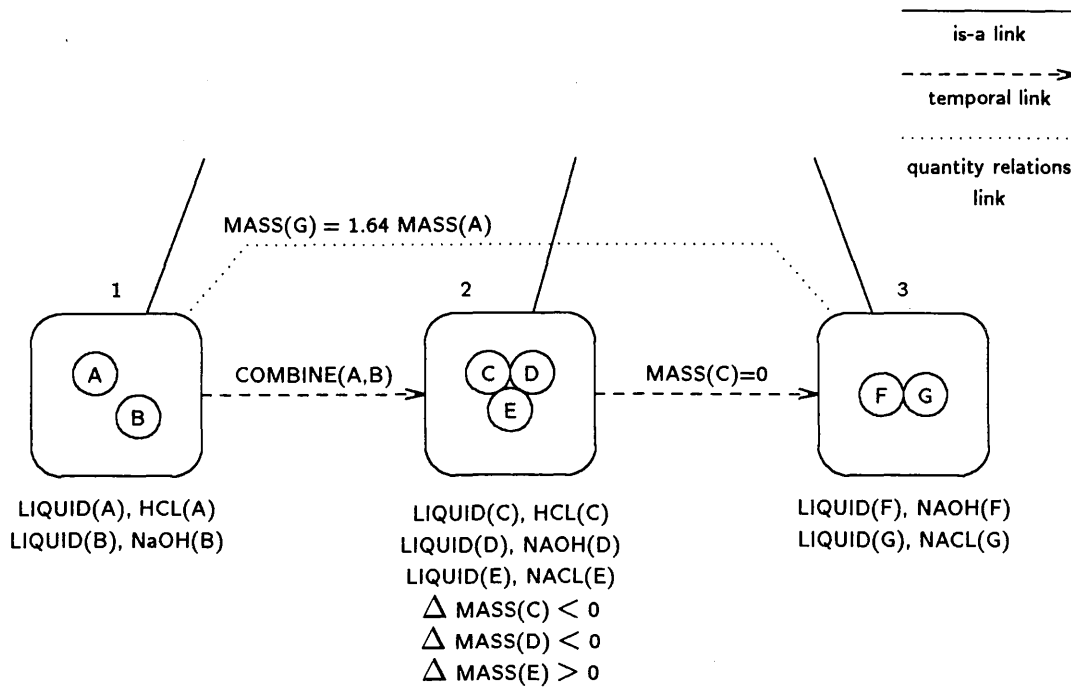 is-a link
temporal link
quantity relations
link
MASS(G) = 1.64 MASS(A)
1
2
3
A
B
COMBINE(A,B)
C D
E
MASS(C)=0
F G
LIQUID(A), HCL(A)
LIQUID(B), NaOH(B)
LIQUID(C), HCL(C)
LIQUID(D), NAOH(D)
LIQUID(E), NACL(E)
Δ MASS(C) < 0
Δ MASS(D) < 0
Δ MASS(E) > 0
LIQUID(F), NAOH(F)
LIQUID(G), NACL(G)